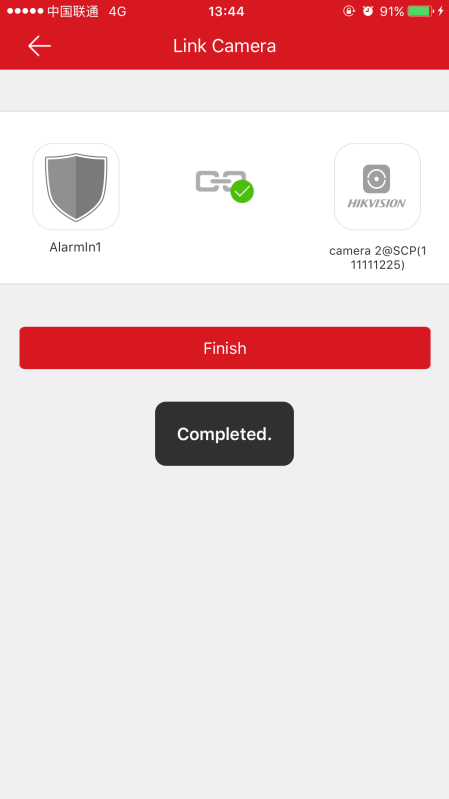 中国联通 4G 13:44 91%
Link Camera
HIKVISION
AlarmIn1
camera 2@SCP(1
11111225)
Finish
Completed.